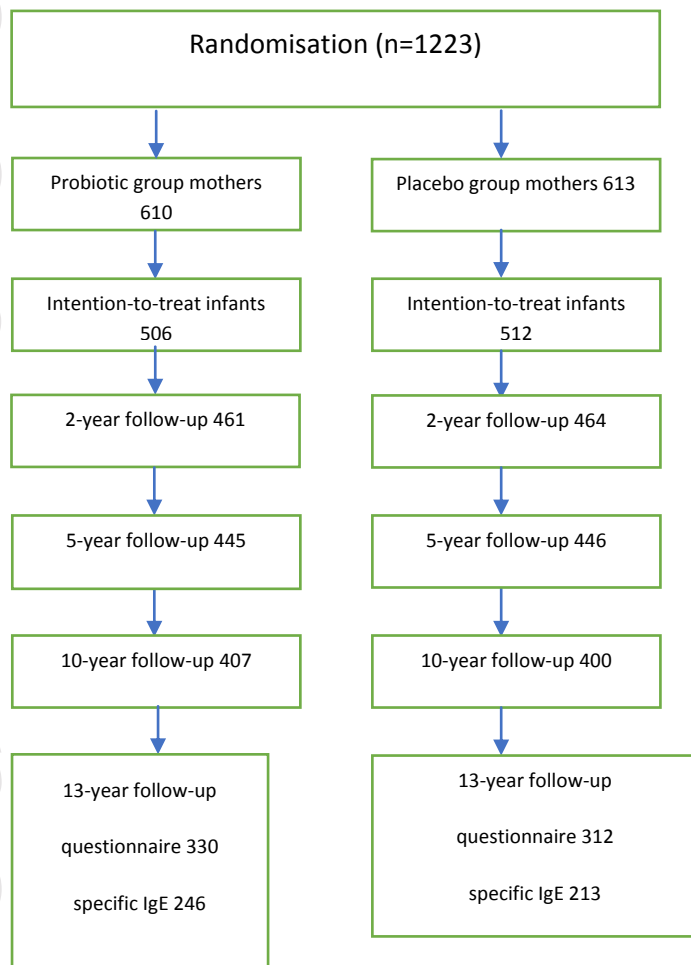 Randomisation (n=1223)
Probiotic group mothers
610
Placebo group mothers 613
Intention-to-treat infants
506
Intention-to-treat infants
512
2-year follow-up 461
2-year follow-up 464
5-year follow-up 445
5-year follow-up 446
10-year follow-up 407
10-year follow-up 400
13-year follow-up
questionnaire 330
specific IgE 246
13-year follow-up
questionnaire 312
specific IgE 213